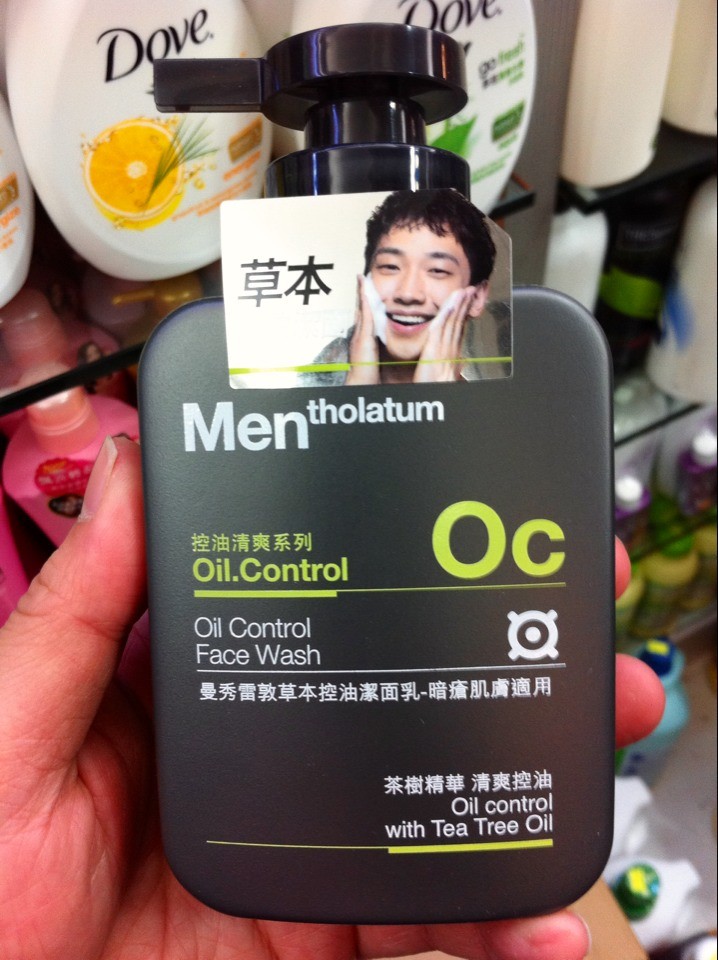 Dove.
Dove.
go fresh
草本
Mentholatum
Oc
控油清爽系列
Oil.Control
Oil Control
Face Wash
曼秀雷敦草本控油潔面乳-暗瘡肌膚適用
茶樹精華 清爽控油
Oil control
with Tea Tree Oil